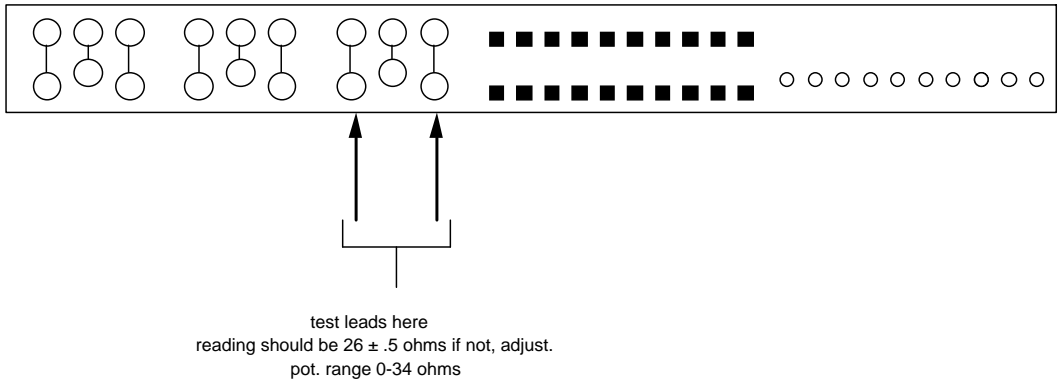 test leads here
reading should be 26 ± .5 ohms if not, adjust.
pot. range 0-34 ohms